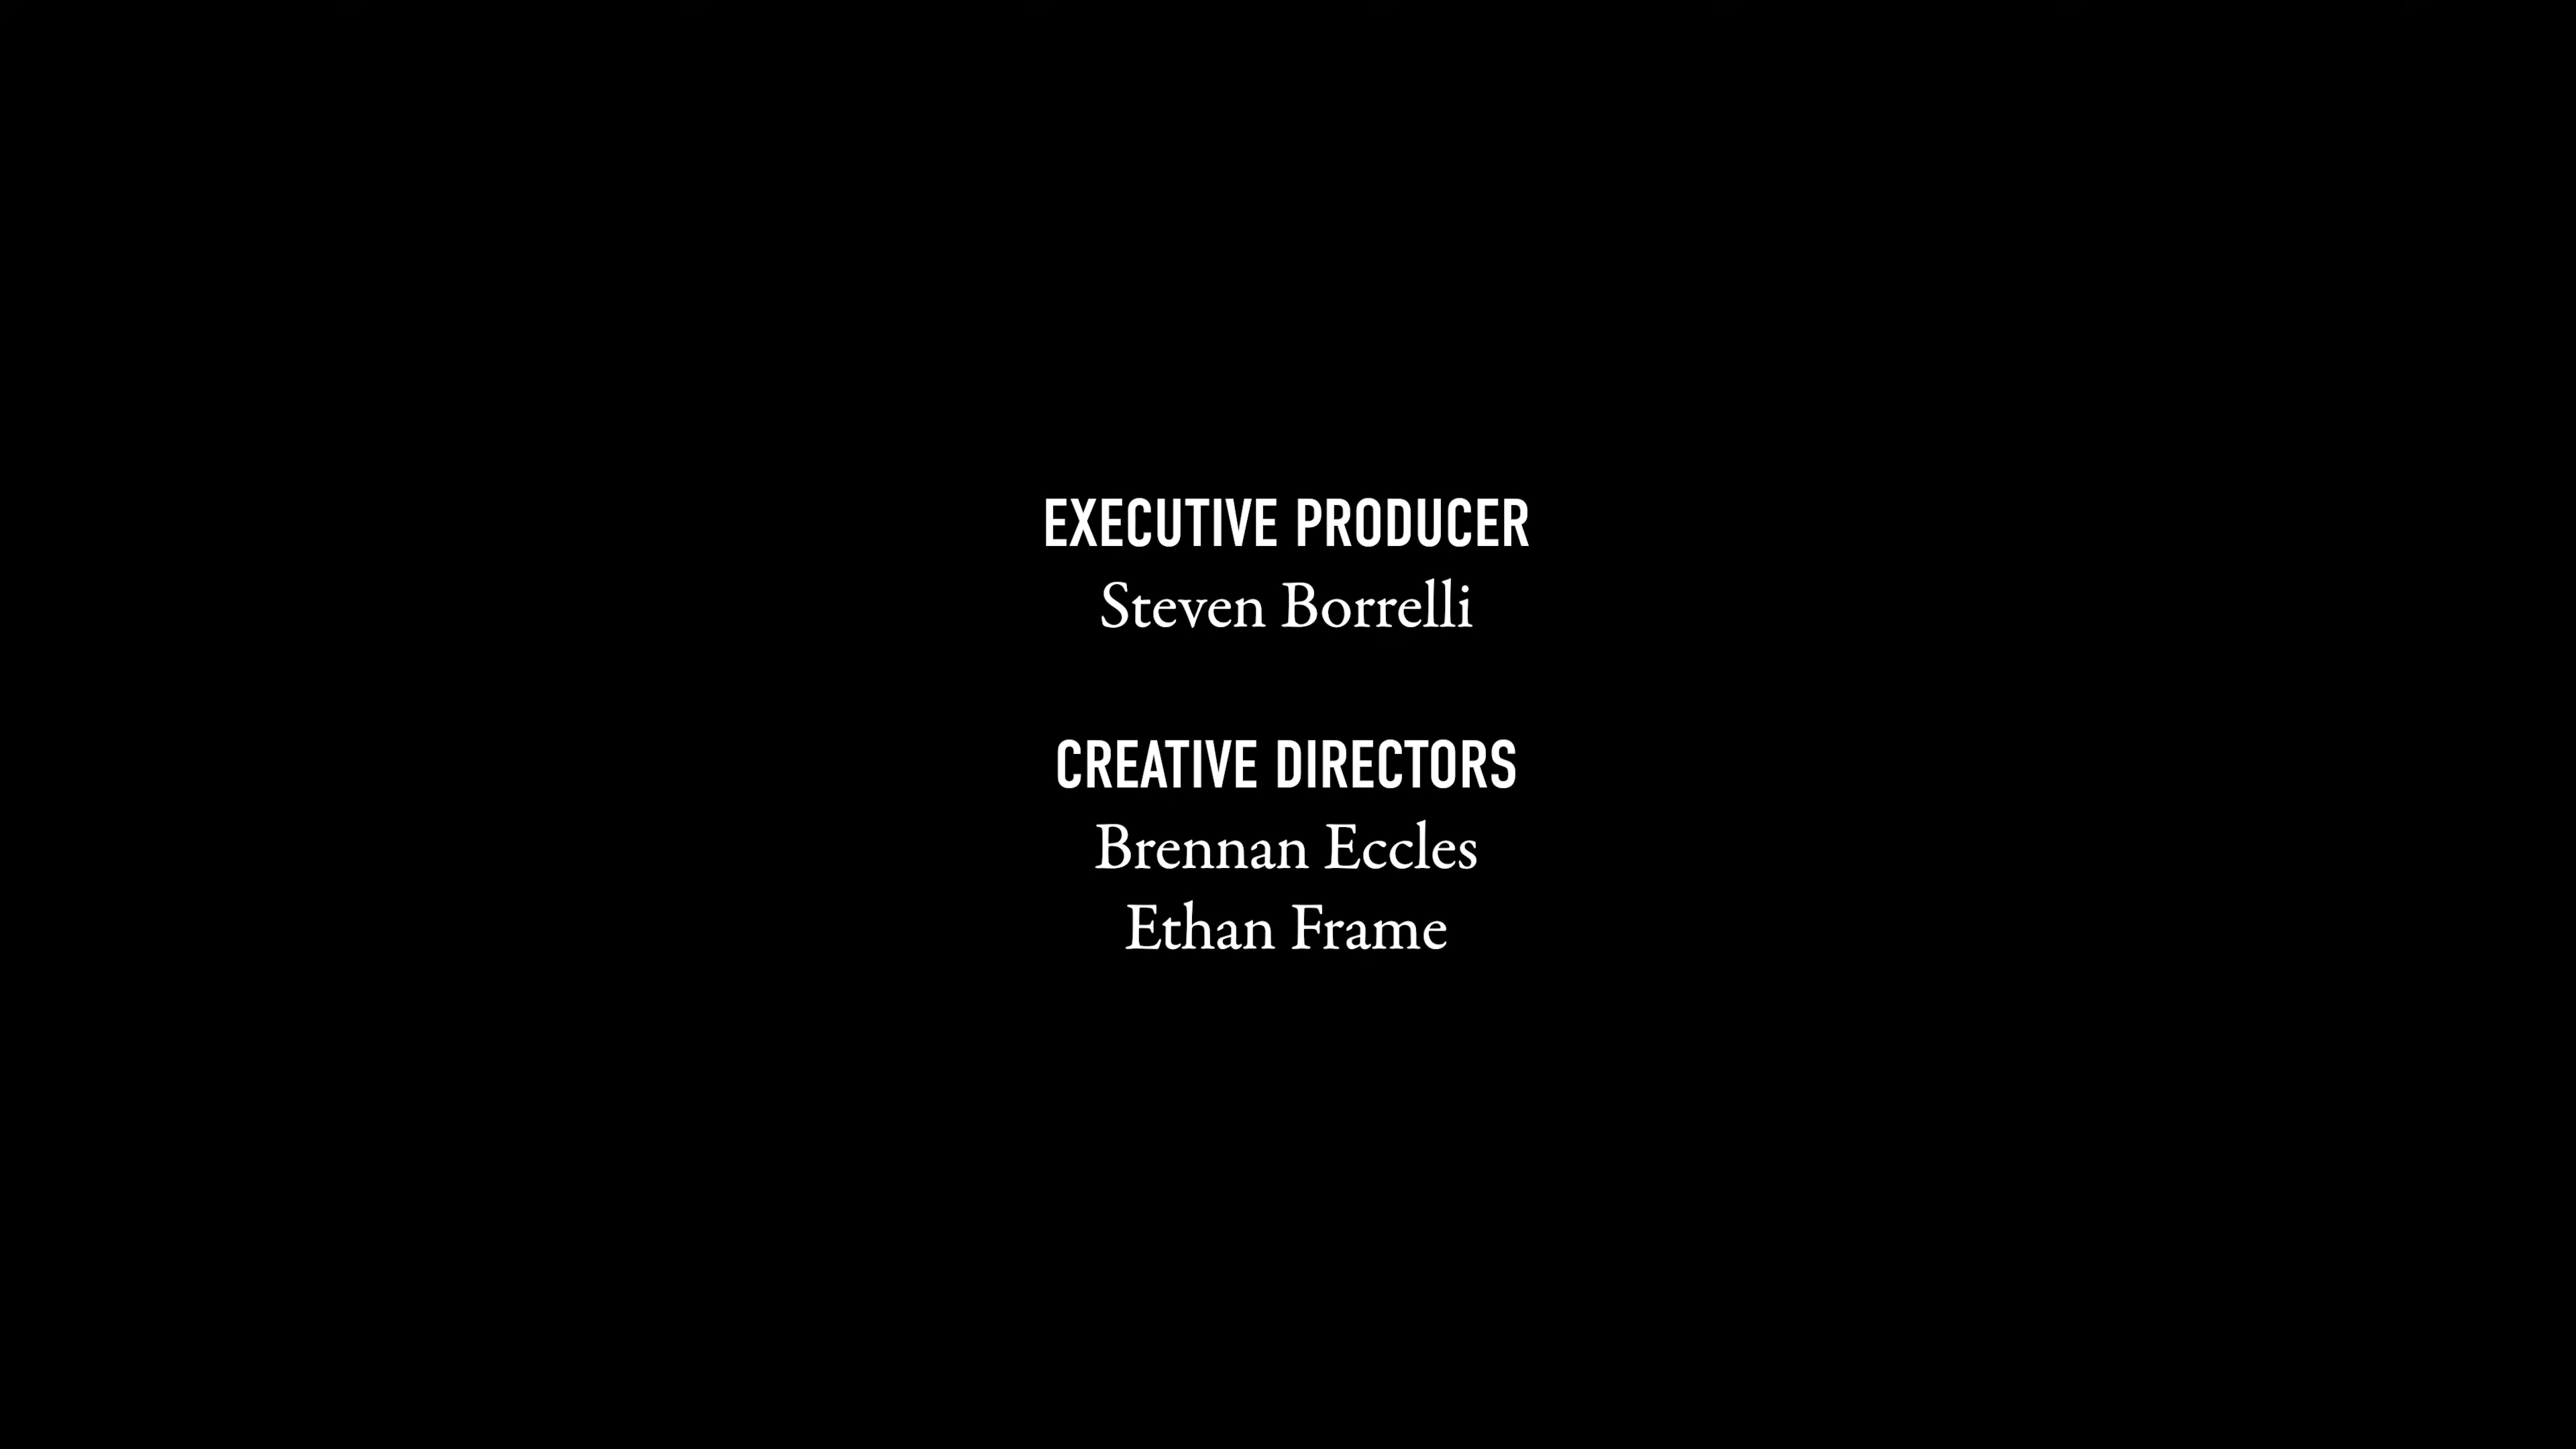 EXECUTIVE PRODUCER
Steven Borrelli
CREATIVE DIRECTORS
Brennan Eccles
Ethan Frame